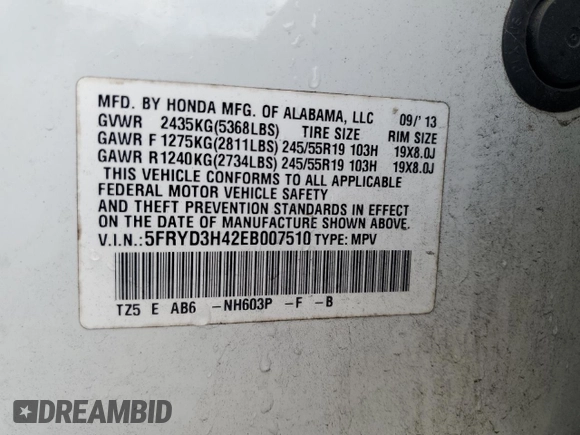 MFD. BY HONDA MFG. OF ALABAMA, LLC 09/' 13
GVWR 2435KG(5368LBS) TIRE SIZE RIM SIZE
GAWR F 1275KG(2811LBS) 245/55R19 103H 19X8.0J
GAWR R 1240KG(2734LBS) 245/55R19 103H 19X8.0J
THIS VEHICLE CONFORMS TO ALL APPLICABLE
FEDERAL MOTOR VEHICLE SAFETY
AND THEFT PREVENTION STANDARDS IN EFFECT
ON THE DATE OF MANUFACTURE SHOWN ABOVE.
V.I.N.: 5FRYD3H42EB007510 TYPE: MPV
TZ5 E AB6 -NH603P -F -B
DREAMBID